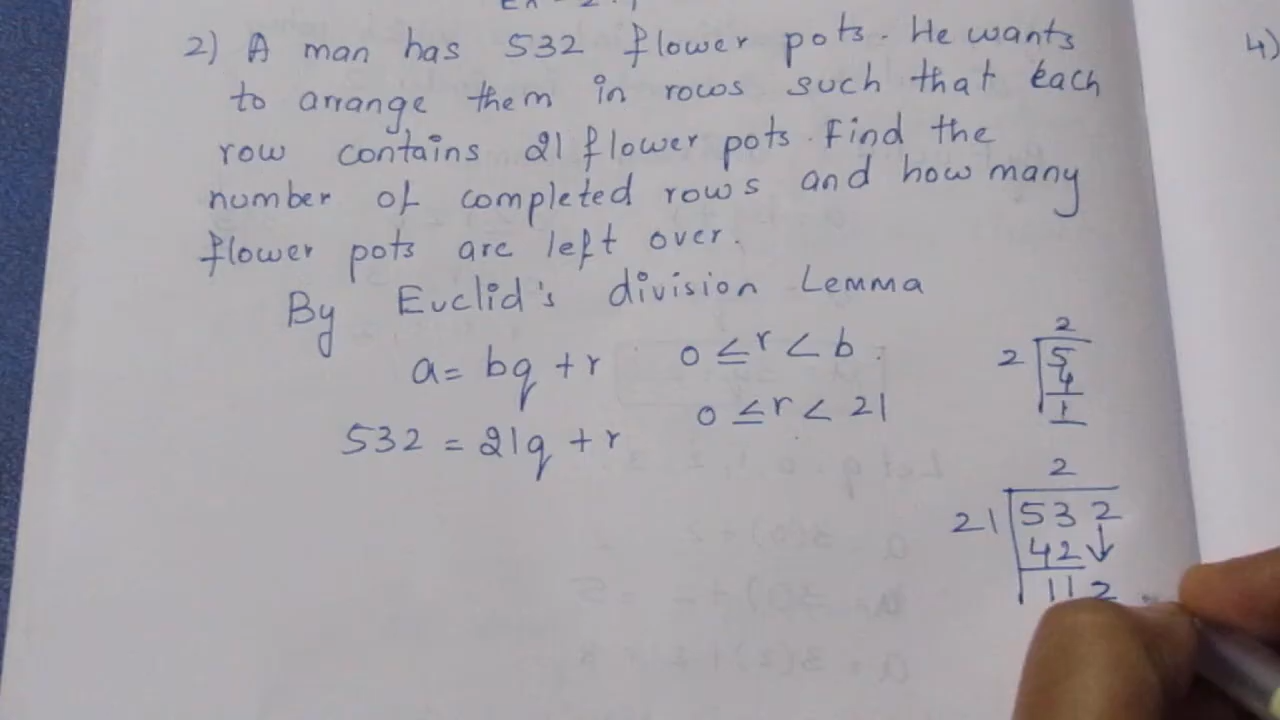 2) A man has 532 flower pots. He wants
to arrange them in rows such that each
row contains 21 flower pots. Find the
number of completed rows and how many
flower pots are left over.
By Euclid's division Lemma
a = bq + r 0 ≤ r < b
0 ≤ r < 21
532 = 21q + r
2
2 5
4
1
2
21 532
42 ↓
112
4)